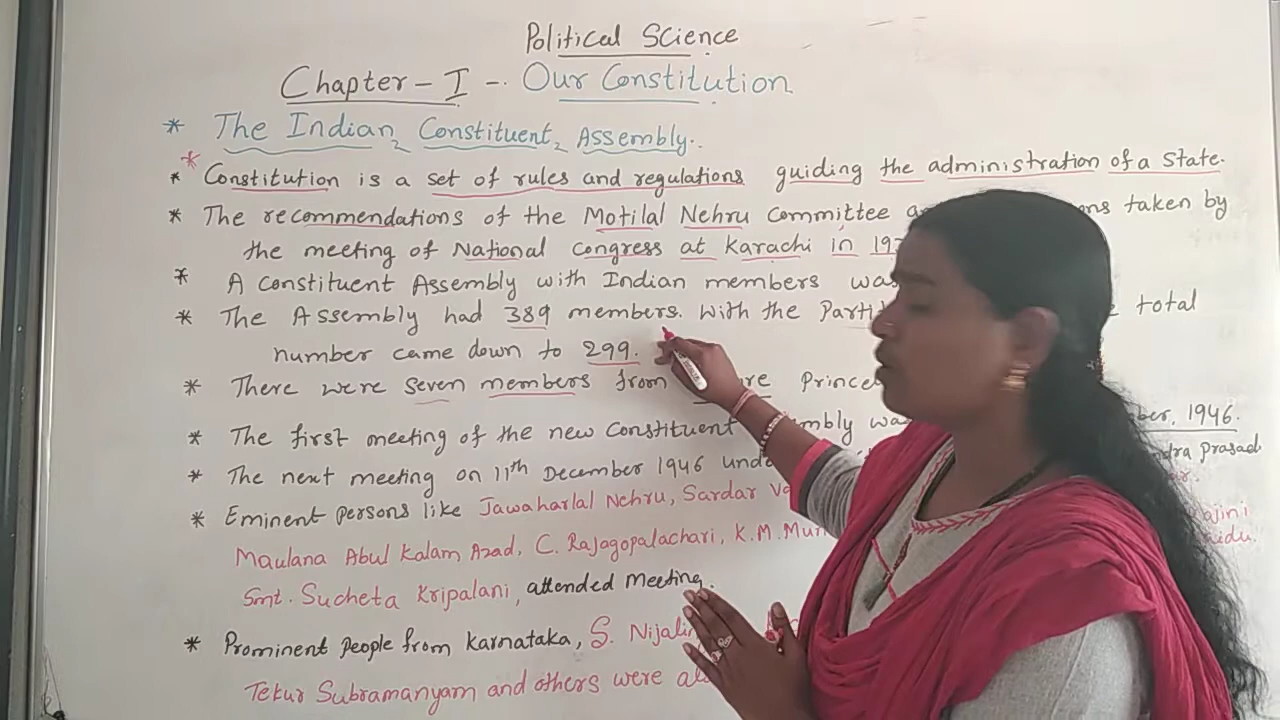 Political Science
Chapter - I - Our Constitution
* The Indian Constituent Assembly.
* Constitution is a set of rules and regulations guiding the administration of a state.
* The recommendations of the Motilal Nehru Committee taken by
the meeting of National Congress at Karachi in
* A Constituent Assembly with Indian members was
* The Assembly had 389 members. With the total
number came down to 299.
* There were seven members from
* The first meeting of the new Constituent 1946.
* The next meeting on 11th December 1946 Prasad
* Eminent persons like Jawaharlal Nehru, Sardar
Maulana Abul Kalam Azad, C. Rajagopalachari, K.M.
Smt. Sucheta Kripalani, attended meeting.
* Prominent people from Karnataka, S.
Tekur Subramanyam and others were